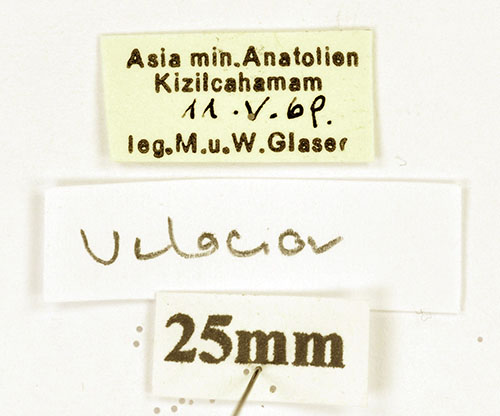 Asia min.Anatolien
Kizilcahamam
11.V.69.
leg.M.u.W.Glaser
Velocior
25mm